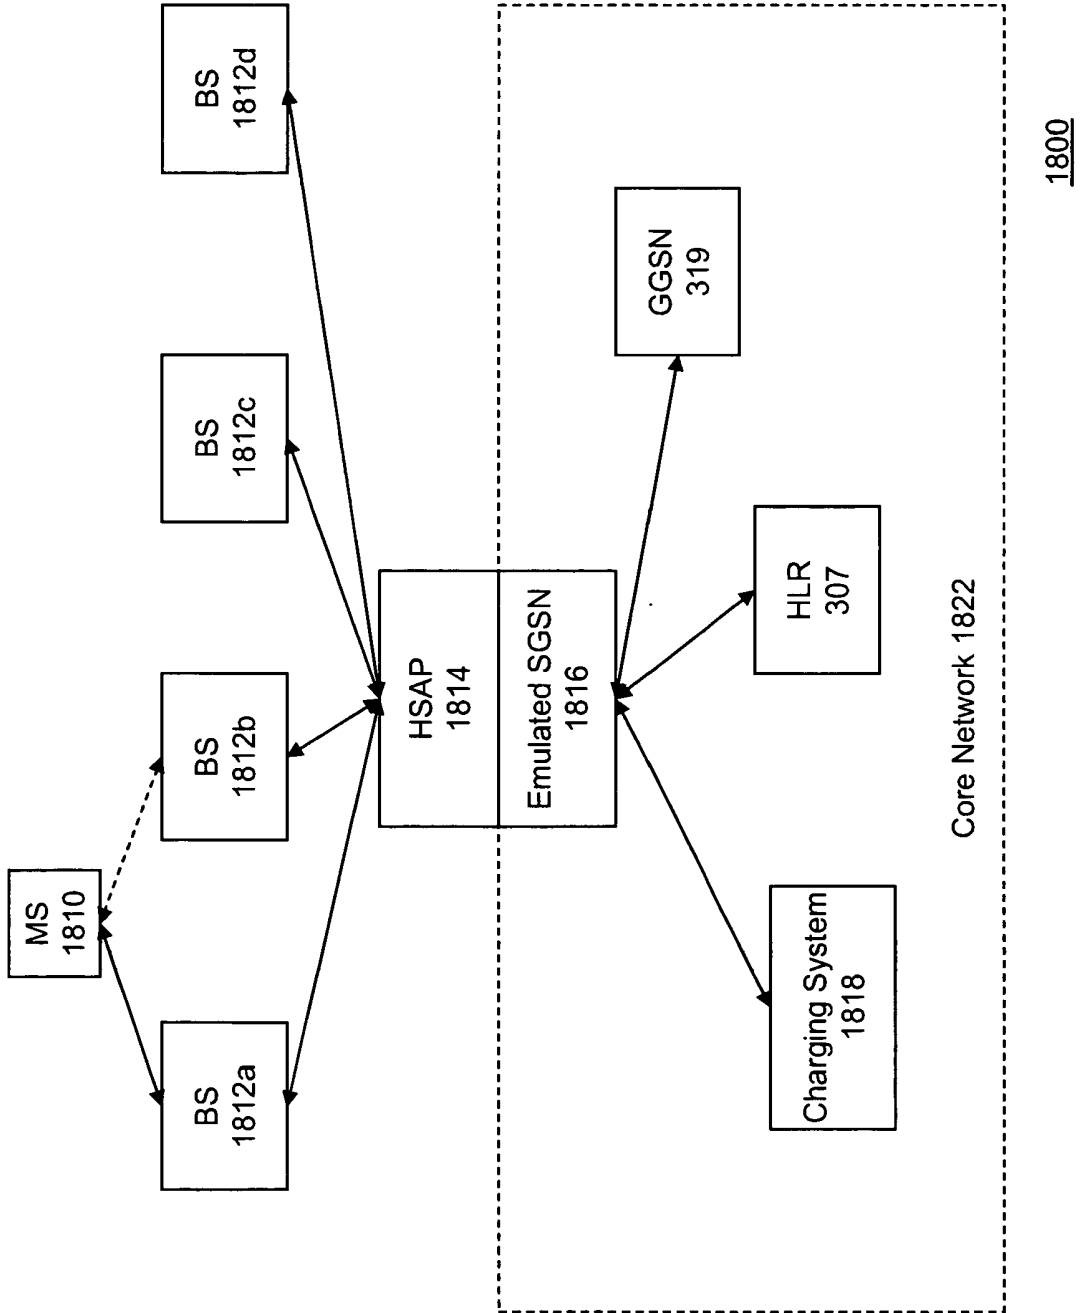 MS
1810
BS
1812a
BS
1812b
BS
1812c
BS
1812d
HSAP
1814
Emulated SGSN
1816
Charging System
1818
HLR
307
GGSN
319
Core Network 1822
1800